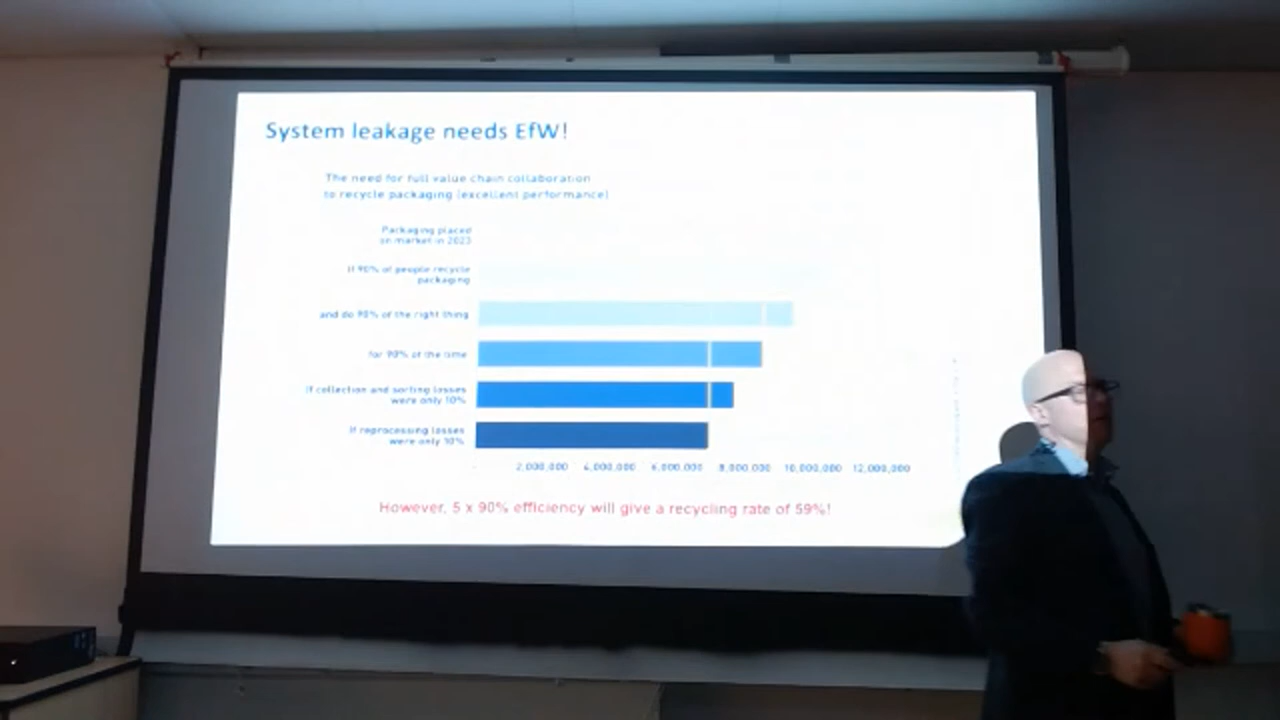 System leakage needs EfW!
The need for full value chain collaboration
to recycle packaging (excellent performance)
Packaging placed
on market in 2023
If 90% of people recycle
packaging
and do 90% of the right thing
for 90% of the time
If collection and sorting losses
were only 10%
If reprocessing losses
were only 10%
2,000,000 4,000,000 6,000,000 8,000,000 10,000,000 12,000,000
However, 5 x 90% efficiency will give a recycling rate of 59%!